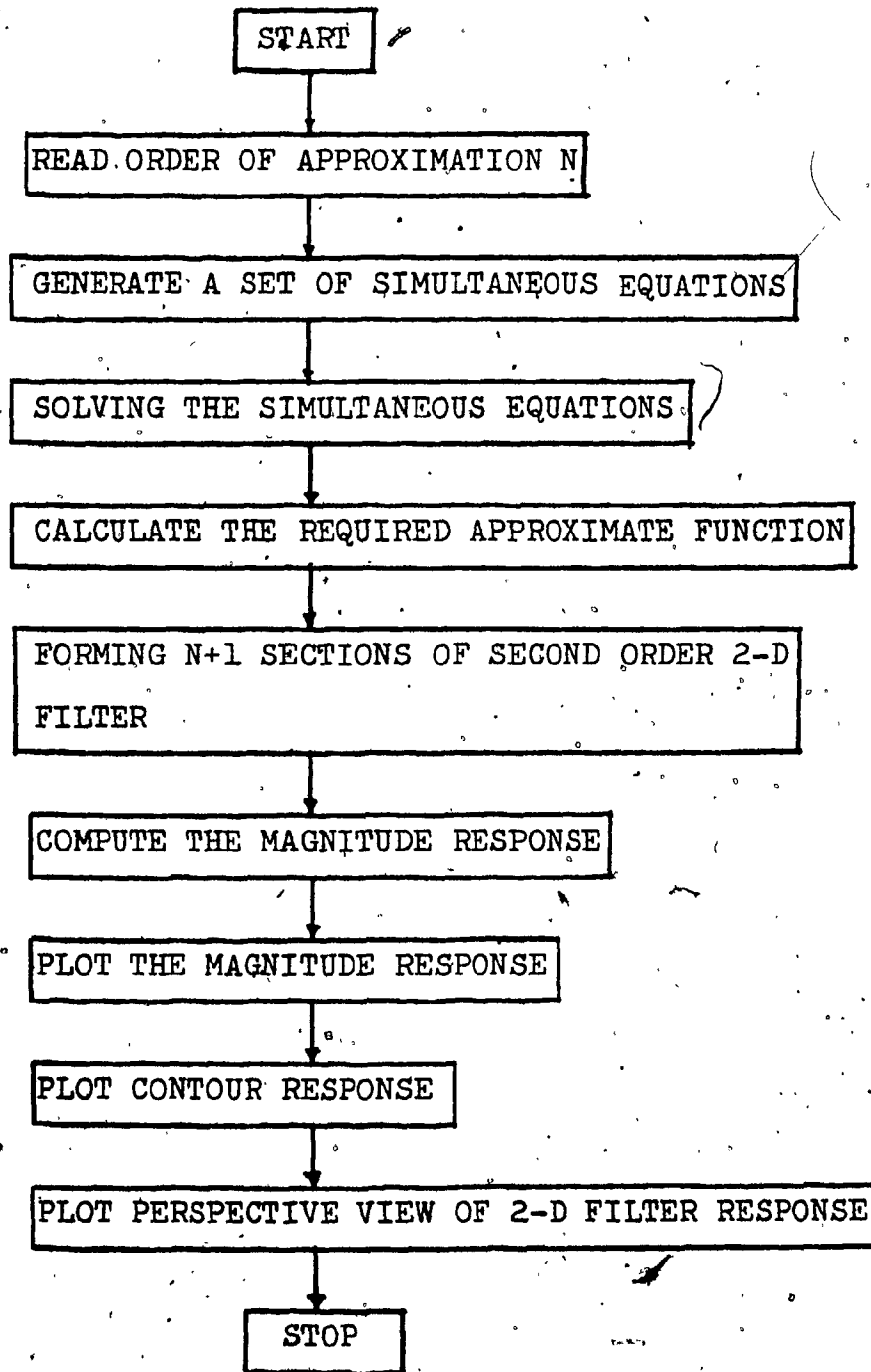 START
READ ORDER OF APPROXIMATION N
GENERATE A SET OF SIMULTANEOUS EQUATIONS
SOLVING THE SIMULTANEOUS EQUATIONS
CALCULATE THE REQUIRED APPROXIMATE FUNCTION
FORMING N+1 SECTIONS OF SECOND ORDER 2-D
FILTER
COMPUTE THE MAGNITUDE RESPONSE
PLOT THE MAGNITUDE RESPONSE
PLOT CONTOUR RESPONSE
PLOT PERSPECTIVE VIEW OF 2-D FILTER RESPONSE
STOP